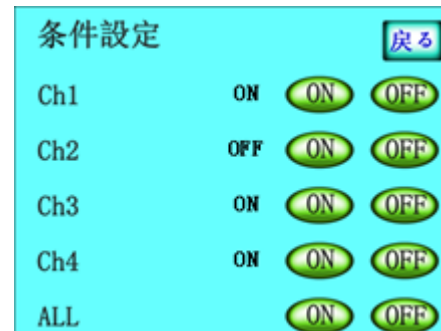 条件設定 戻る
Ch1 ON ON OFF
Ch2 OFF ON OFF
Ch3 ON ON OFF
Ch4 ON ON OFF
ALL ON OFF